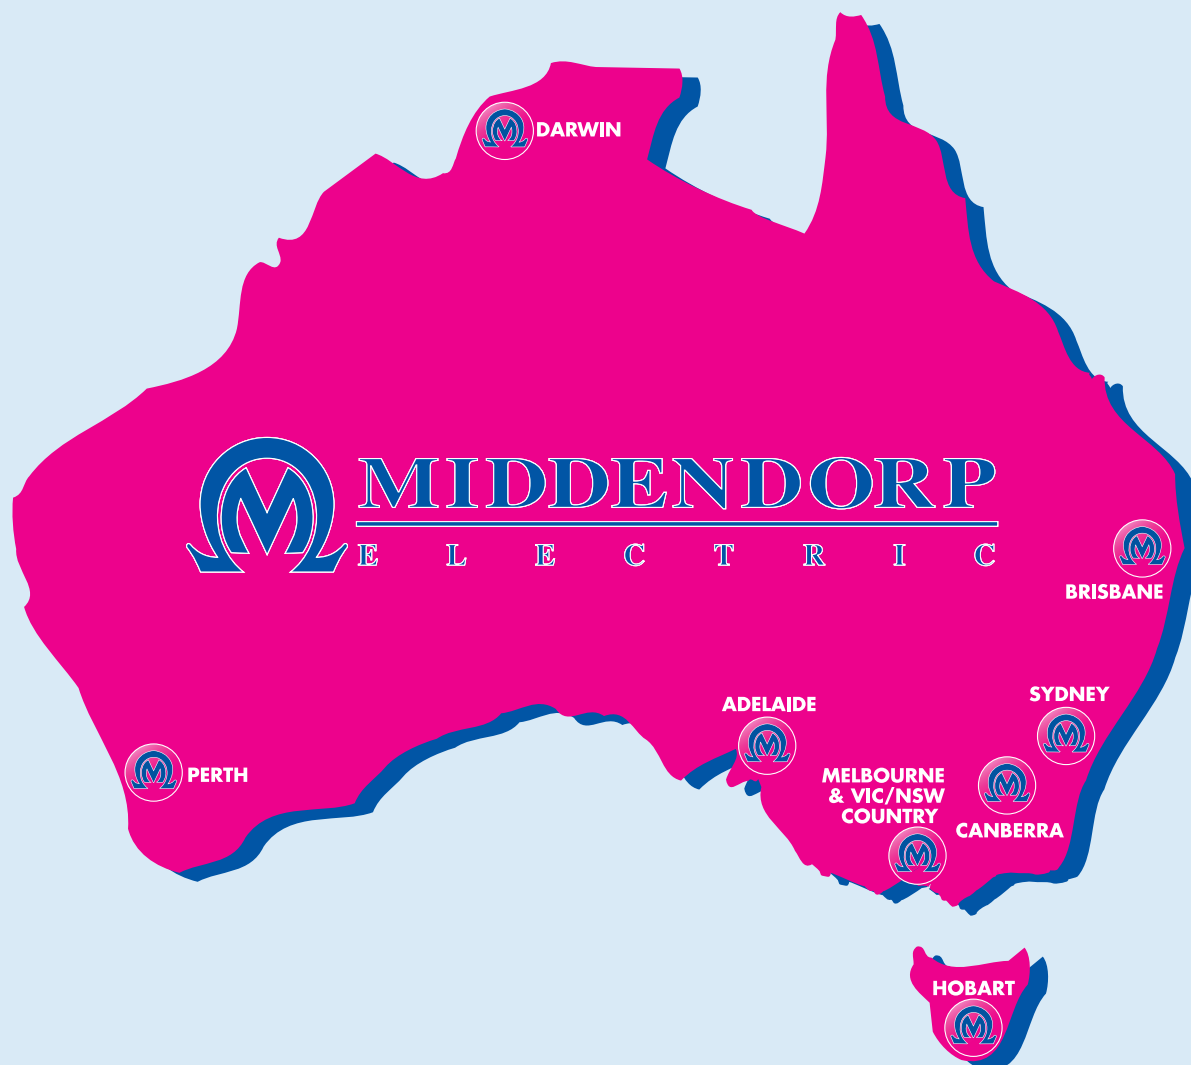 DARWIN
MIDDENDORP
ELECTRIC
BRISBANE
SYDNEY
ADELAIDE
PERTH
MELBOURNE
& VIC/NSW
COUNTRY
CANBERRA
HOBART